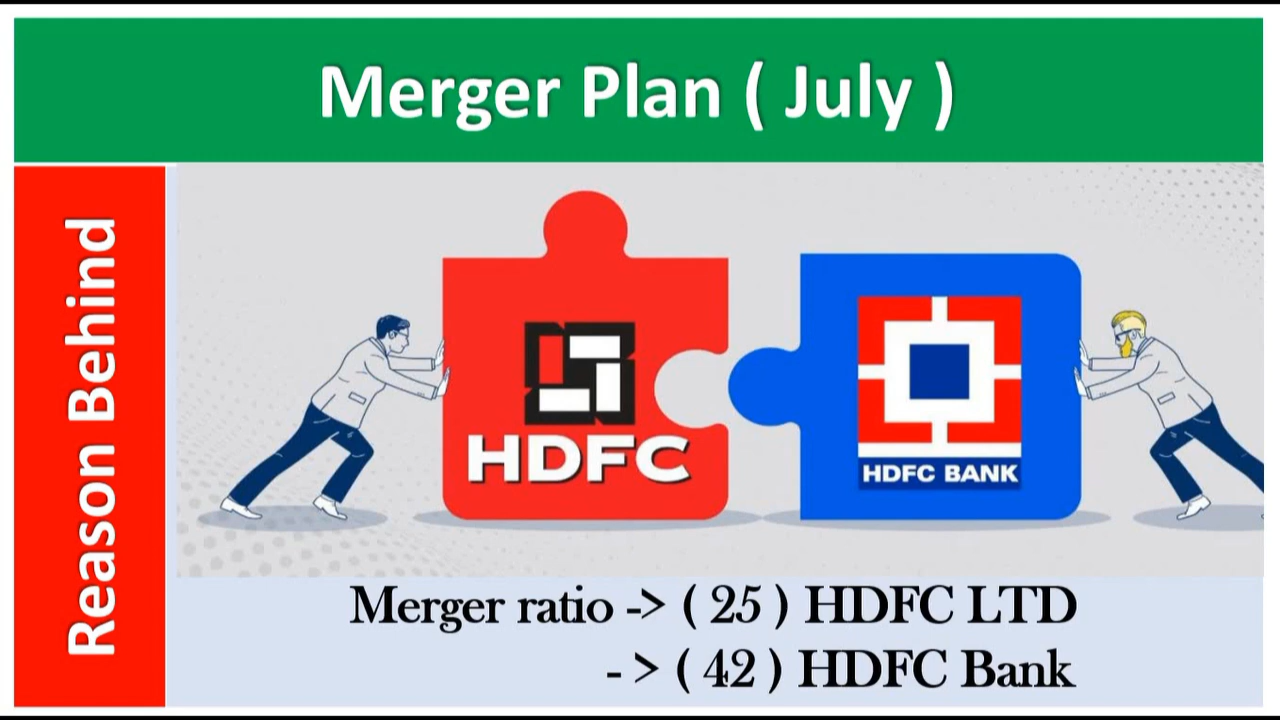 Merger Plan ( July )
Reason Behind
HDFC
HDFC BANK
Merger ratio -> ( 25 ) HDFC LTD
- > ( 42 ) HDFC Bank